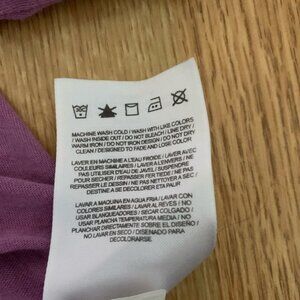 MACHINE WASH COLD / WASH WITH LIKE COLORS
/ WASH INSIDE OUT / DO NOT BLEACH / LINE DRY /
WARM IRON / DO NOT IRON DESIGN / DO NOT DRY
CLEAN / DESIGNED TO FADE AND LOSE COLOR
LAVER EN MACHINE A L'EAU FROIDE / LAVER AVEC
COULEURS SIMILAIRES / LAVER A L'ENVERS / NE
PAS UTILISER D'EAU DE JAVEL / SUSPENDRE
POUR SECHER / REPASSER FER TIEDE / NE PAS
REPASSER LE DESSIN / NE PAS NETTOYER A SEC /
DESTINE A SE DECOLORER ET A PALIR
LAVAR A MAQUINA EN AGUA FRIA / LAVAR CON
COLORES SIMILARES / LAVAR AL REVES / NO
USAR BLANQUEADORES / SECAR COLGADO /
PLANCHA TEMPERATURA MEDIA / NO
PLANCHAR DIRECTAMENTE SOBRE EL DISEÑO /
NO LAVAR EN SECO / DISENADO PARA
DECOLORARSE.